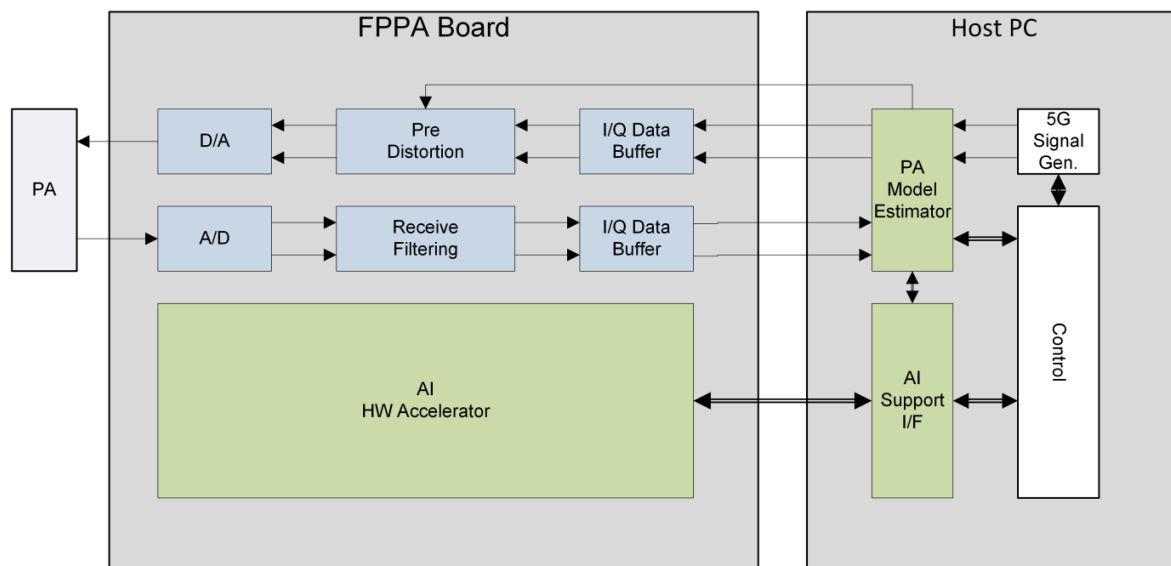 FPPA Board
Host PC
PA
D/A
Pre
Distortion
I/Q Data
Buffer
PA
Model
Estimator
5G
Signal
Gen.
A/D
Receive
Filtering
I/Q Data
Buffer
AI
HW Accelerator
AI
Support
I/F
Control